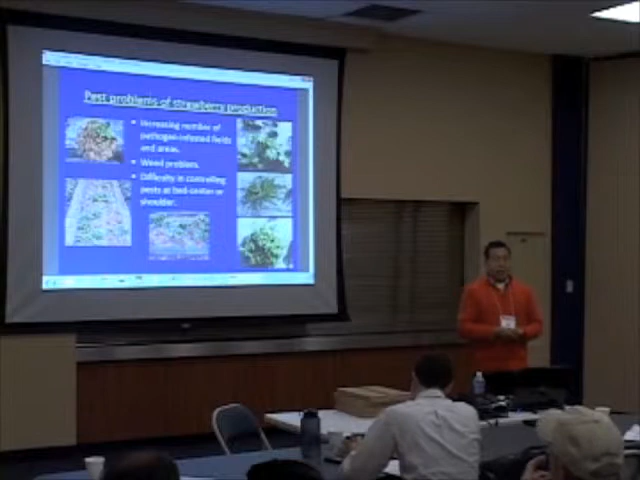 Pest problems of strawberry production
Increasing number of
pathogen-infested fields
and areas.
Weed problem.
Difficulty in controlling
pests at bed-center or
shoulder.